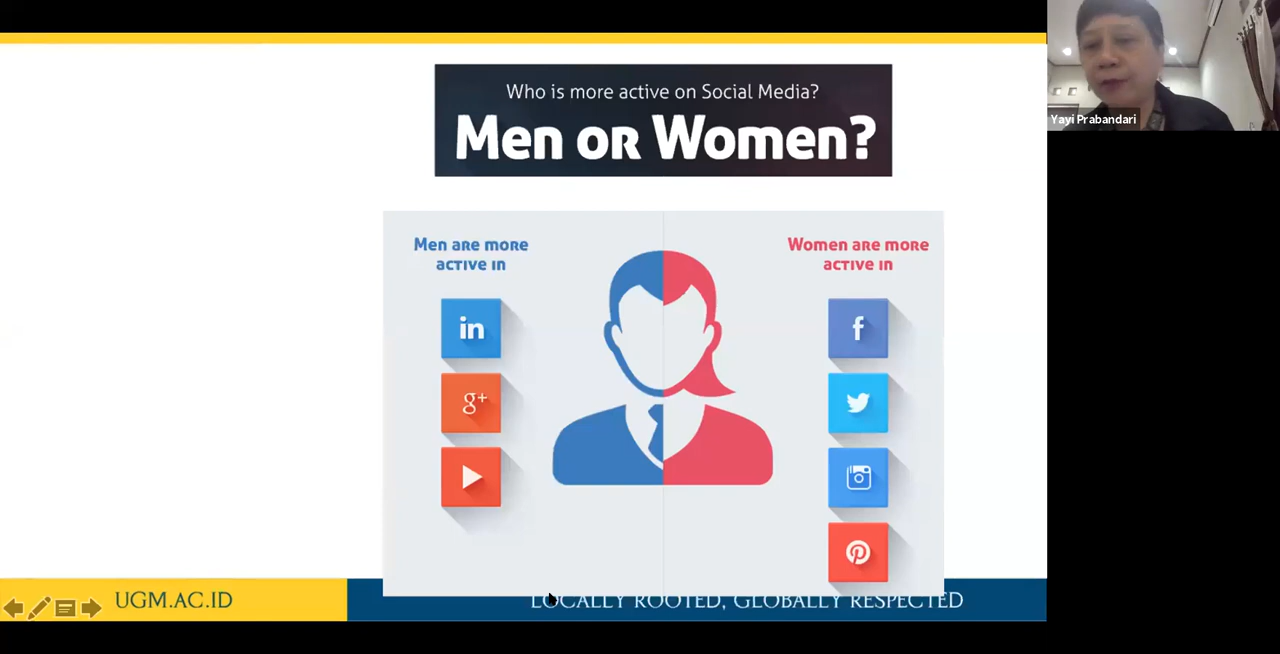 Who is more active on Social Media?
Men or Women?
Yayi Prabandari
Men are more
active in
Women are more
active in
in
g+
f
UGM.AC.ID
LOCALLY ROOTED, GLOBALLY RESPECTED